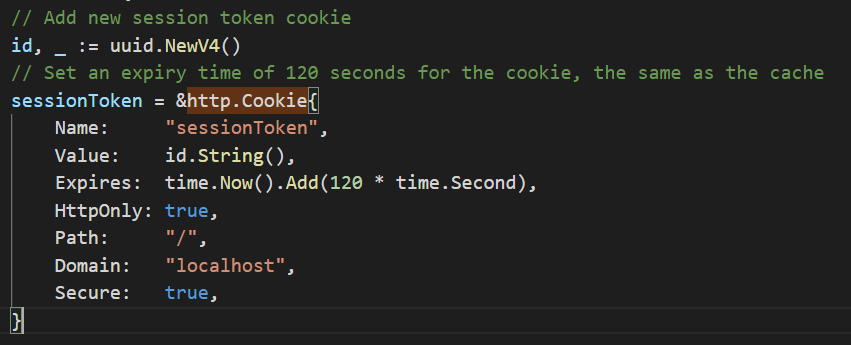 // Add new session token cookie
id, _ := uuid.NewV4()
// Set an expiry time of 120 seconds for the cookie, the same as the cache
sessionToken = &http.Cookie{
    Name:     "sessionToken",
    Value:    id.String(),
    Expires:  time.Now().Add(120 * time.Second),
    HttpOnly: true,
    Path:     "/",
    Domain:   "localhost",
    Secure:   true,
}